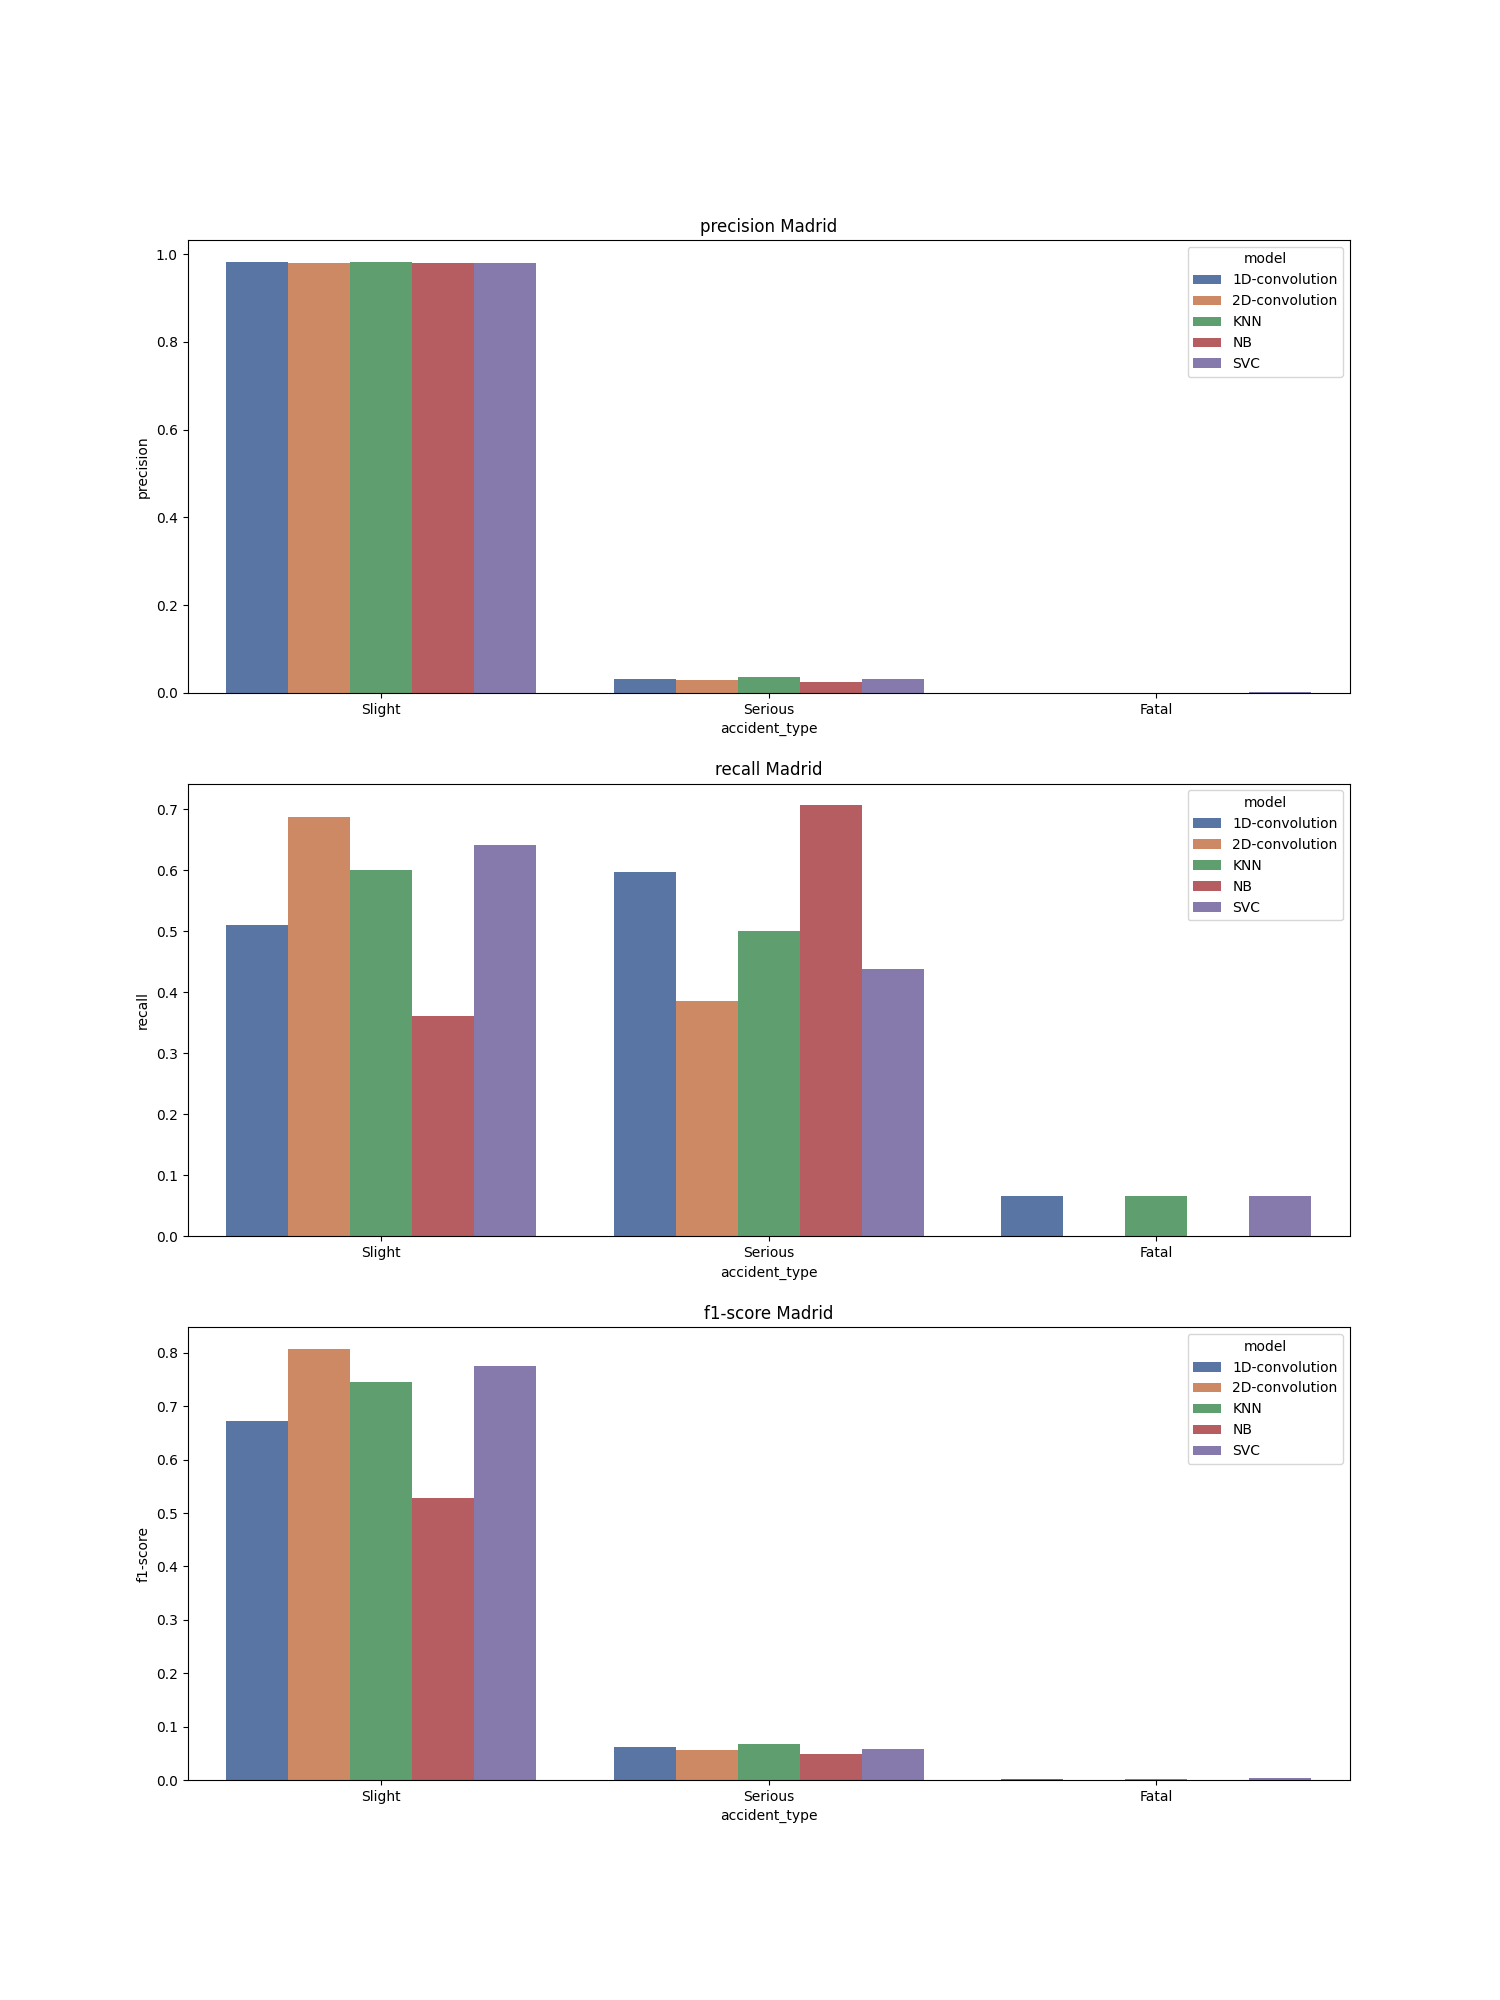 precision Madrid
1.0
0.8
0.6
0.4
0.2
0.0
precision
model
1D-convolution
2D-convolution
KNN
NB
SVC
Slight Serious Fatal
accident_type
recall Madrid
0.7
0.6
0.5
0.4
0.3
0.2
0.1
0.0
recall
model
1D-convolution
2D-convolution
KNN
NB
SVC
Slight Serious Fatal
accident_type
f1-score Madrid
0.8
0.7
0.6
0.5
0.4
0.3
0.2
0.1
0.0
f1-score
model
1D-convolution
2D-convolution
KNN
NB
SVC
Slight Serious Fatal
accident_type